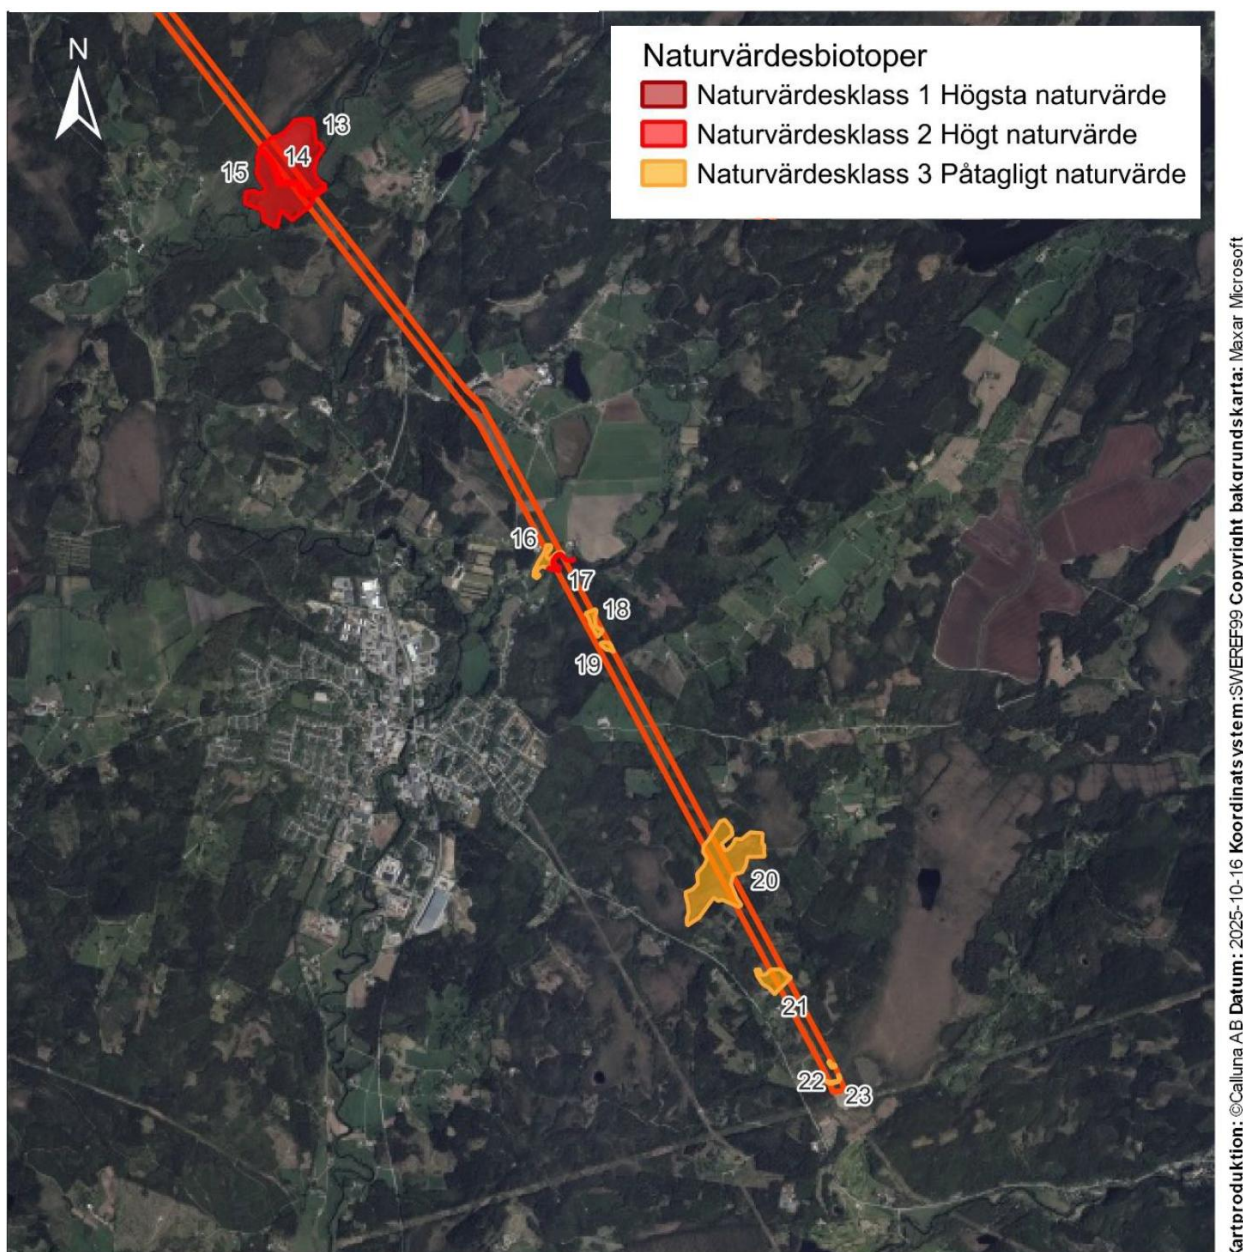 N
Naturvärdesbiotoper
Naturvärdesklass 1 Högsta naturvärde
Naturvärdesklass 2 Högt naturvärde
Naturvärdesklass 3 Påtagligt naturvärde
13
14
15
16
17
18
19
20
21
22
23
Kartproduktion: ©Calluna AB Datum: 2025-10-16 Koordinatsystem:SWEREF99 Copyright bakgrundskarta: Maxar Microsoft